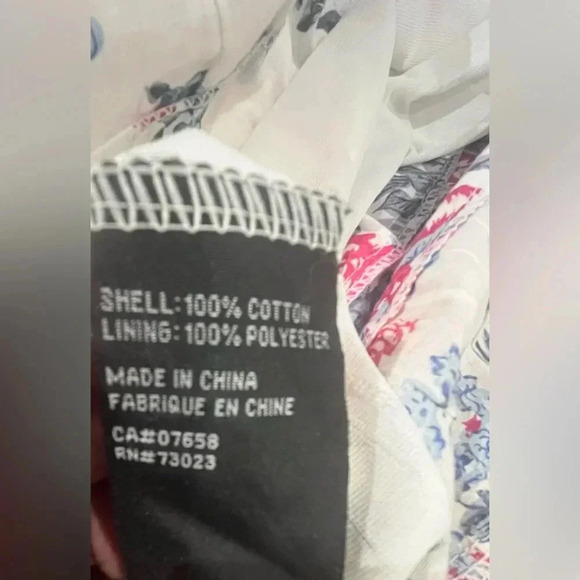 SHELL: 100% COTTON
LINING: 100% POLYESTER
MADE IN CHINA
FABRIQUE EN CHINE
CA#07658
RN#73023